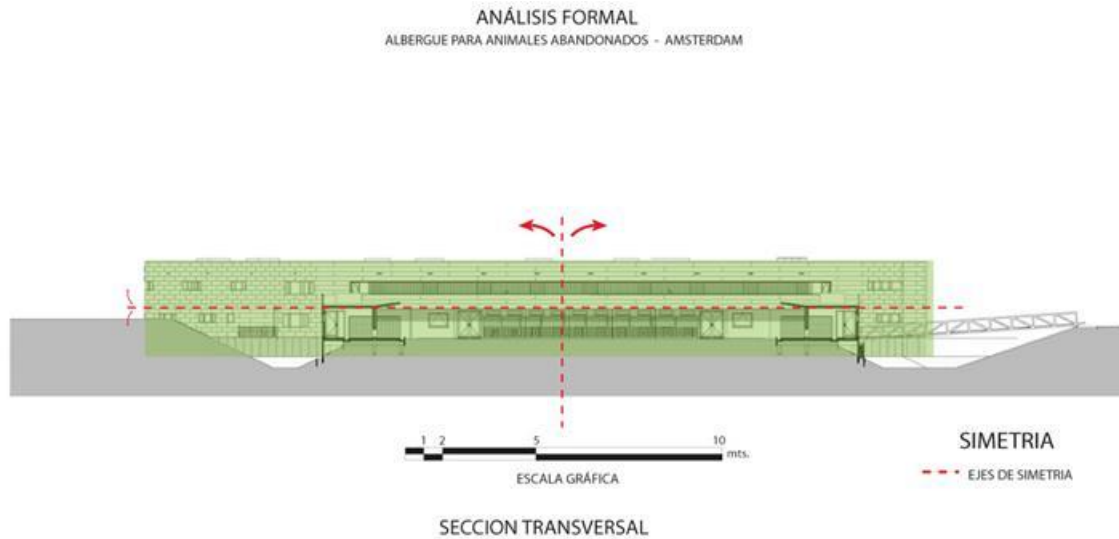 ANÁLISIS FORMAL
ALBERGUE PARA ANIMALES ABANDONADOS - AMSTERDAM
1 2 5 10
mts.
ESCALA GRÁFICA
SIMETRIA
EJES DE SIMETRIA
SECCION TRANSVERSAL